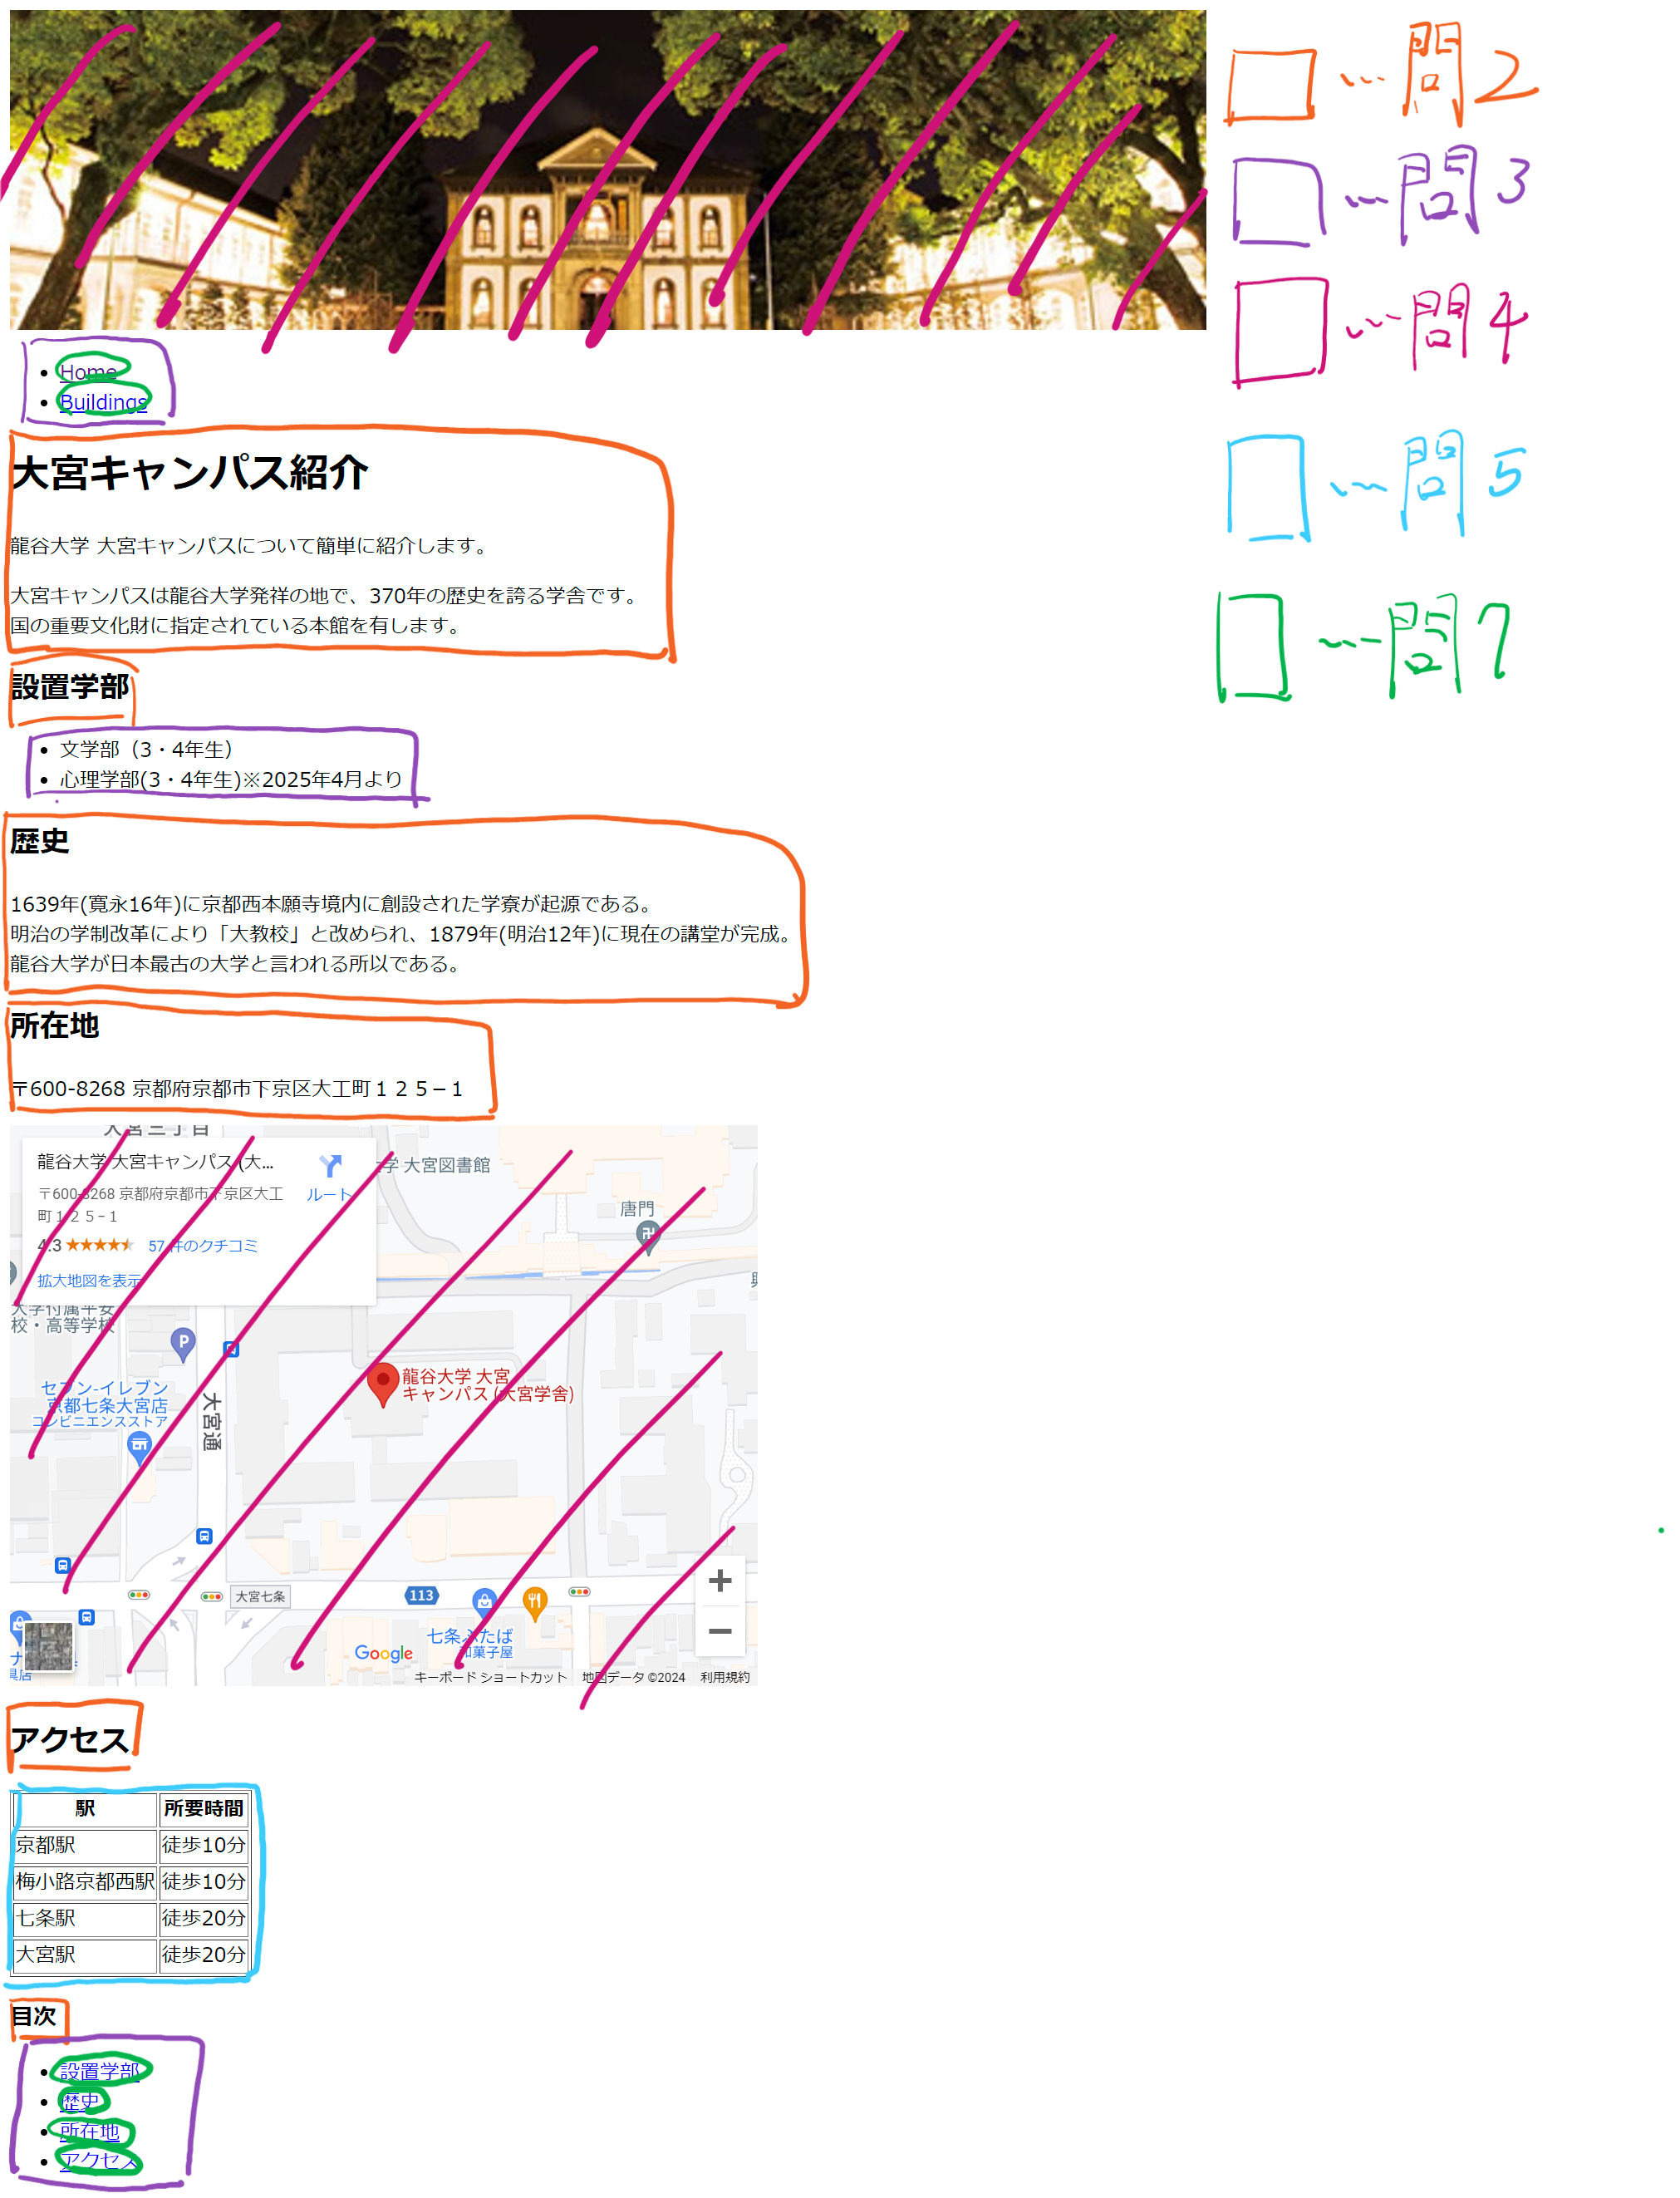 … 問2
… 問3
… 問4
… 問5
… 問7
Home
Buildings
大宮キャンパス紹介
龍谷大学 大宮キャンパスについて簡単に紹介します。
大宮キャンパスは龍谷大学発祥の地で、370年の歴史を誇る学舎です。
国の重要文化財に指定されている本館を有します。
設置学部
文学部（3・4年生）
心理学部(3・4年生)※2025年4月より
歴史
1639年(寛永16年)に京都西本願寺境内に創設された学寮が起源である。
明治の学制改革により「大教校」と改められ、1879年(明治12年)に現在の講堂が完成。
龍谷大学が日本最古の大学と言われる所以である。
所在地
〒600-8268 京都府京都市下京区大工町１２５−１
大宮三丁目
龍谷大学 大宮キャンパス (大...
ルート
〒600-8268 京都府京都市下京区大工
町１２５−１
4.3 ★★★★★ 57 件のクチコミ
拡大地図を表示
学 大宮図書館
唐門
大学付属平安
校・高等学校
P
龍谷大学 大宮
キャンパス (大宮学舎)
セブン-イレブン
京都七条大宮店
コンビニエンスストア
大宮通
大宮七条
113
七条ふたば
和菓子屋
Google
キーボード ショートカット 地図データ ©2024 利用規約
アクセス
駅 所要時間
京都駅 徒歩10分
梅小路京都西駅 徒歩10分
七条駅 徒歩20分
大宮駅 徒歩20分
目次
設置学部
歴史
所在地
アクセス